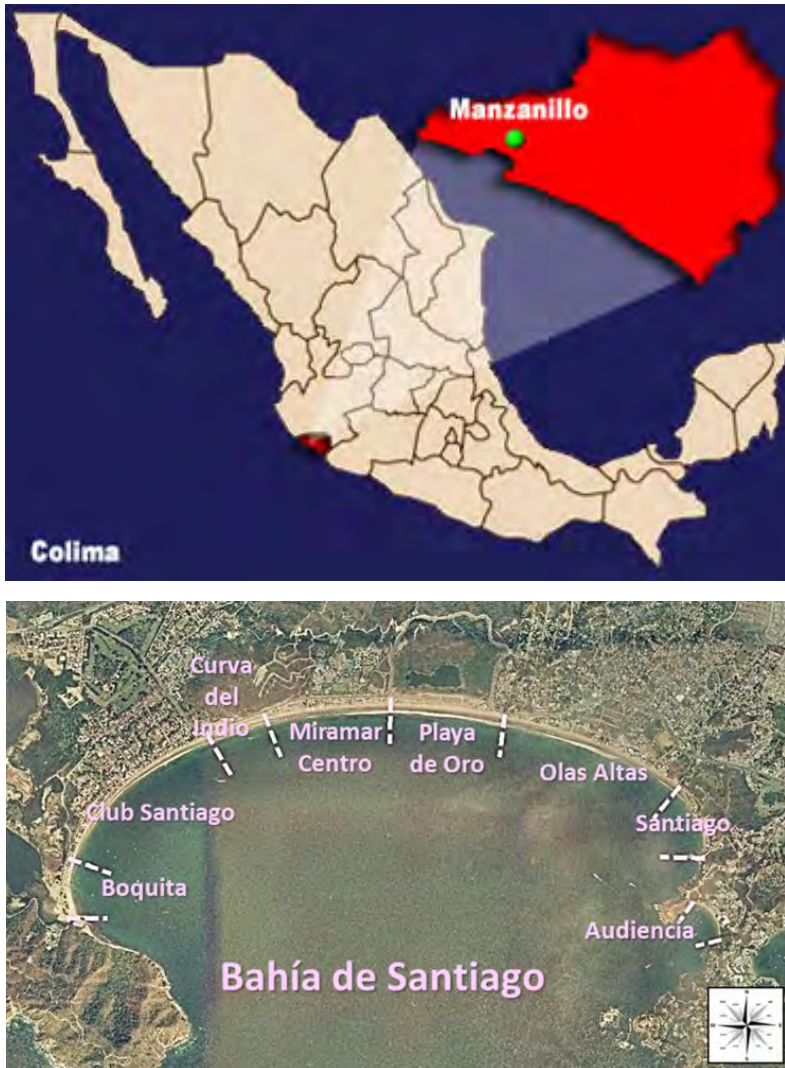 Manzanillo
Colima
Curva
del
Indio
Miramar
Centro
Playa
de Oro
Olas Altas
Club Santiago
Santiago
Boquita
Audiencia
Bahía de Santiago